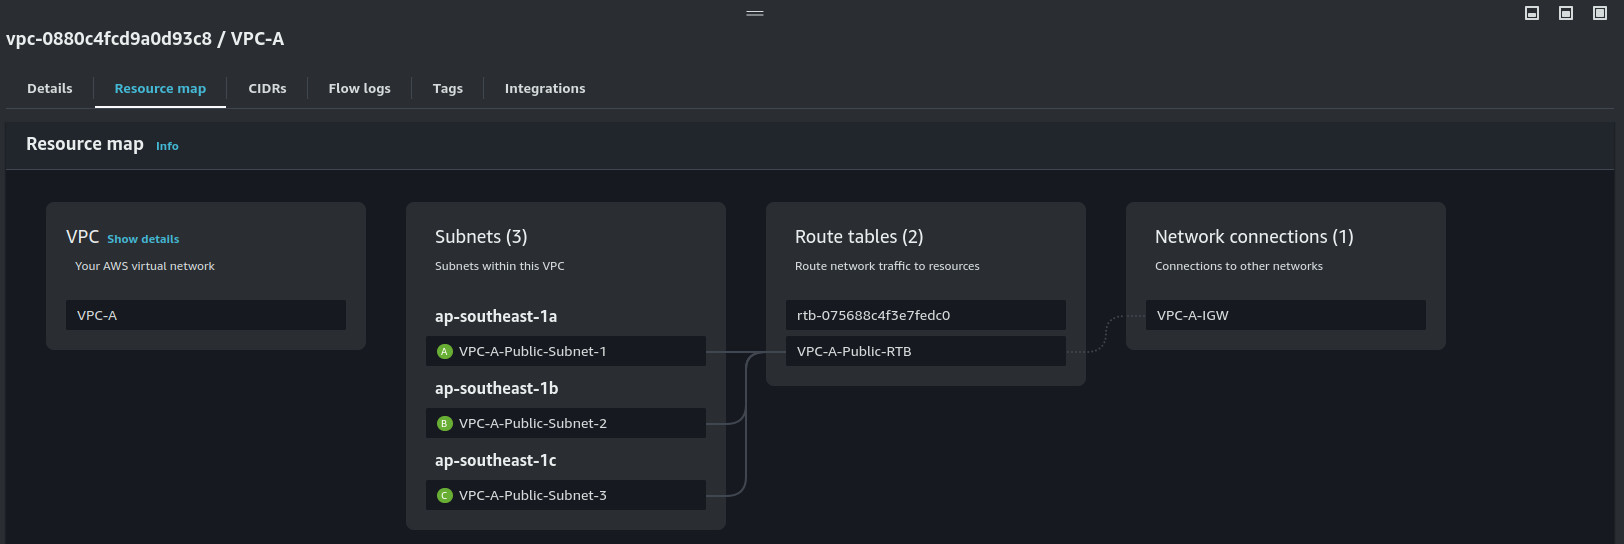 vpc-0880c4fcd9a0d93c8 / VPC-A
Details
Resource map
CIDRs
Flow logs
Tags
Integrations
Resource map Info
VPC Show details
Your AWS virtual network
VPC-A
Subnets (3)
Subnets within this VPC
ap-southeast-1a
A VPC-A-Public-Subnet-1
ap-southeast-1b
B VPC-A-Public-Subnet-2
ap-southeast-1c
C VPC-A-Public-Subnet-3
Route tables (2)
Route network traffic to resources
rtb-075688c4f3e7fedc0
VPC-A-Public-RTB
Network connections (1)
Connections to other networks
VPC-A-IGW